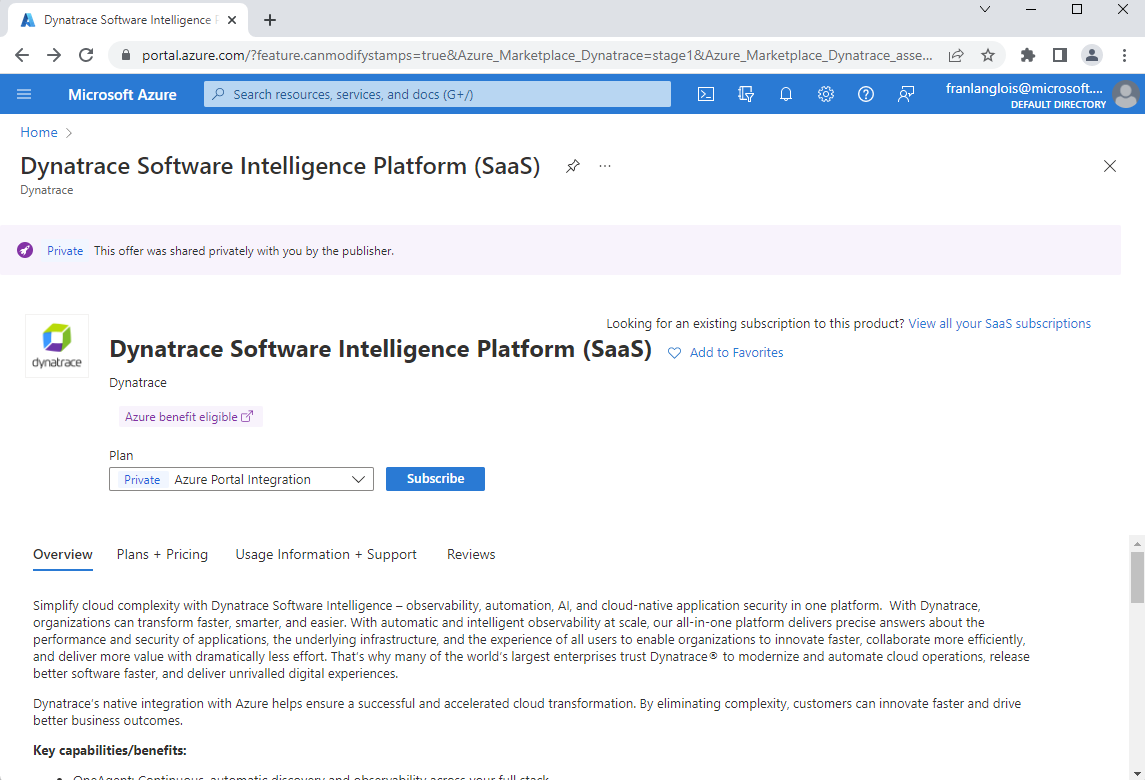 Dynatrace Software Intelligence P
portal.azure.com/?feature.canmodifystamps=true&Azure_Marketplace_Dynatrace=stage1&Azure_Marketplace_Dynatrace_asse...
Microsoft Azure
Search resources, services, and docs (G+/)
franlanglois@microsoft....
DEFAULT DIRECTORY
Home
Dynatrace Software Intelligence Platform (SaaS)
Dynatrace
Private This offer was shared privately with you by the publisher.
Looking for an existing subscription to this product? View all your SaaS subscriptions
dynatrace
Dynatrace Software Intelligence Platform (SaaS)
Add to Favorites
Dynatrace
Azure benefit eligible
Plan
Private Azure Portal Integration
Subscribe
Overview Plans + Pricing Usage Information + Support Reviews
Simplify cloud complexity with Dynatrace Software Intelligence – observability, automation, AI, and cloud-native application security in one platform. With Dynatrace,
organizations can transform faster, smarter, and easier. With automatic and intelligent observability at scale, our all-in-one platform delivers precise answers about the
performance and security of applications, the underlying infrastructure, and the experience of all users to enable organizations to innovate faster, collaborate more efficiently,
and deliver more value with dramatically less effort. That's why many of the world's largest enterprises trust Dynatrace® to modernize and automate cloud operations, release
better software faster, and deliver unrivalled digital experiences.
Dynatrace's native integration with Azure helps ensure a successful and accelerated cloud transformation. By eliminating complexity, customers can innovate faster and drive
better business outcomes.
Key capabilities/benefits:
• OneAgent: Continuous, automatic discovery and observability across your full stack